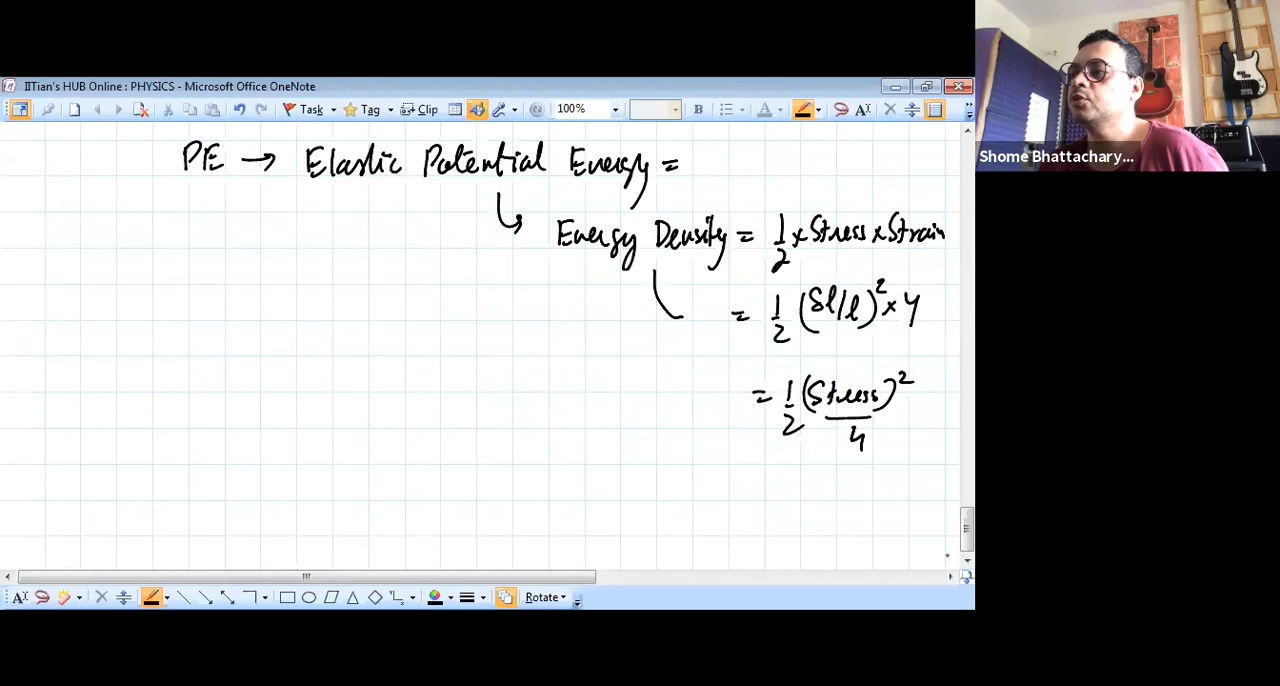 IITian's HUB Online : PHYSICS - Microsoft Office OneNote
Task Tag Clip 100% B A
PE → Elastic Potential Energy =
↳ Energy Density = 1/2 × Stress × Strain
= 1/2 (δl/l)² × Y
= 1/2 (Stress)²/Y
Rotate
Shome Bhattachary...